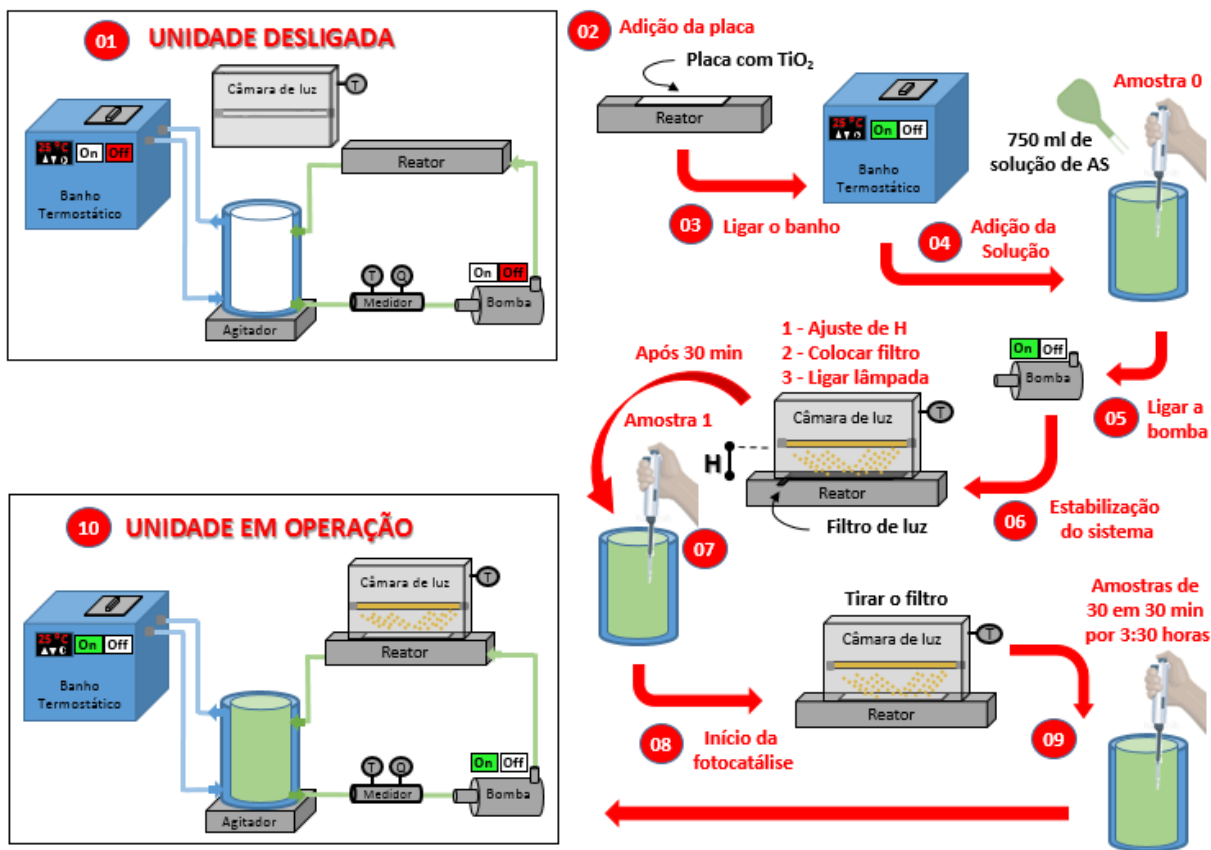 01 UNIDADE DESLIGADA
Câmara de luz
T
25 ºC
On Off
Banho
Termostático
Reator
T Q
Medidor
On Off
Bomba
Agitador
02 Adição da placa
Placa com TiO₂
Reator
03 Ligar o banho
25 ºC
On Off
Banho
Termostático
04 Adição da
Solução
750 ml de
solução de AS
Amostra 0
05 Ligar a
bomba
On Off
Bomba
06 Estabilização
do sistema
1 - Ajuste de H
2 - Colocar filtro
3 - Ligar lâmpada
Câmara de luz
T
H
Reator
Filtro de luz
Após 30 min
Amostra 1
07
08 Início da
fotocatálise
Tirar o filtro
Câmara de luz
T
Reator
09
Amostras de
30 em 30 min
por 3:30 horas
10 UNIDADE EM OPERAÇÃO
Câmara de luz
T
25 ºC
On Off
Banho
Termostático
Reator
T Q
Medidor
On Off
Bomba
Agitador